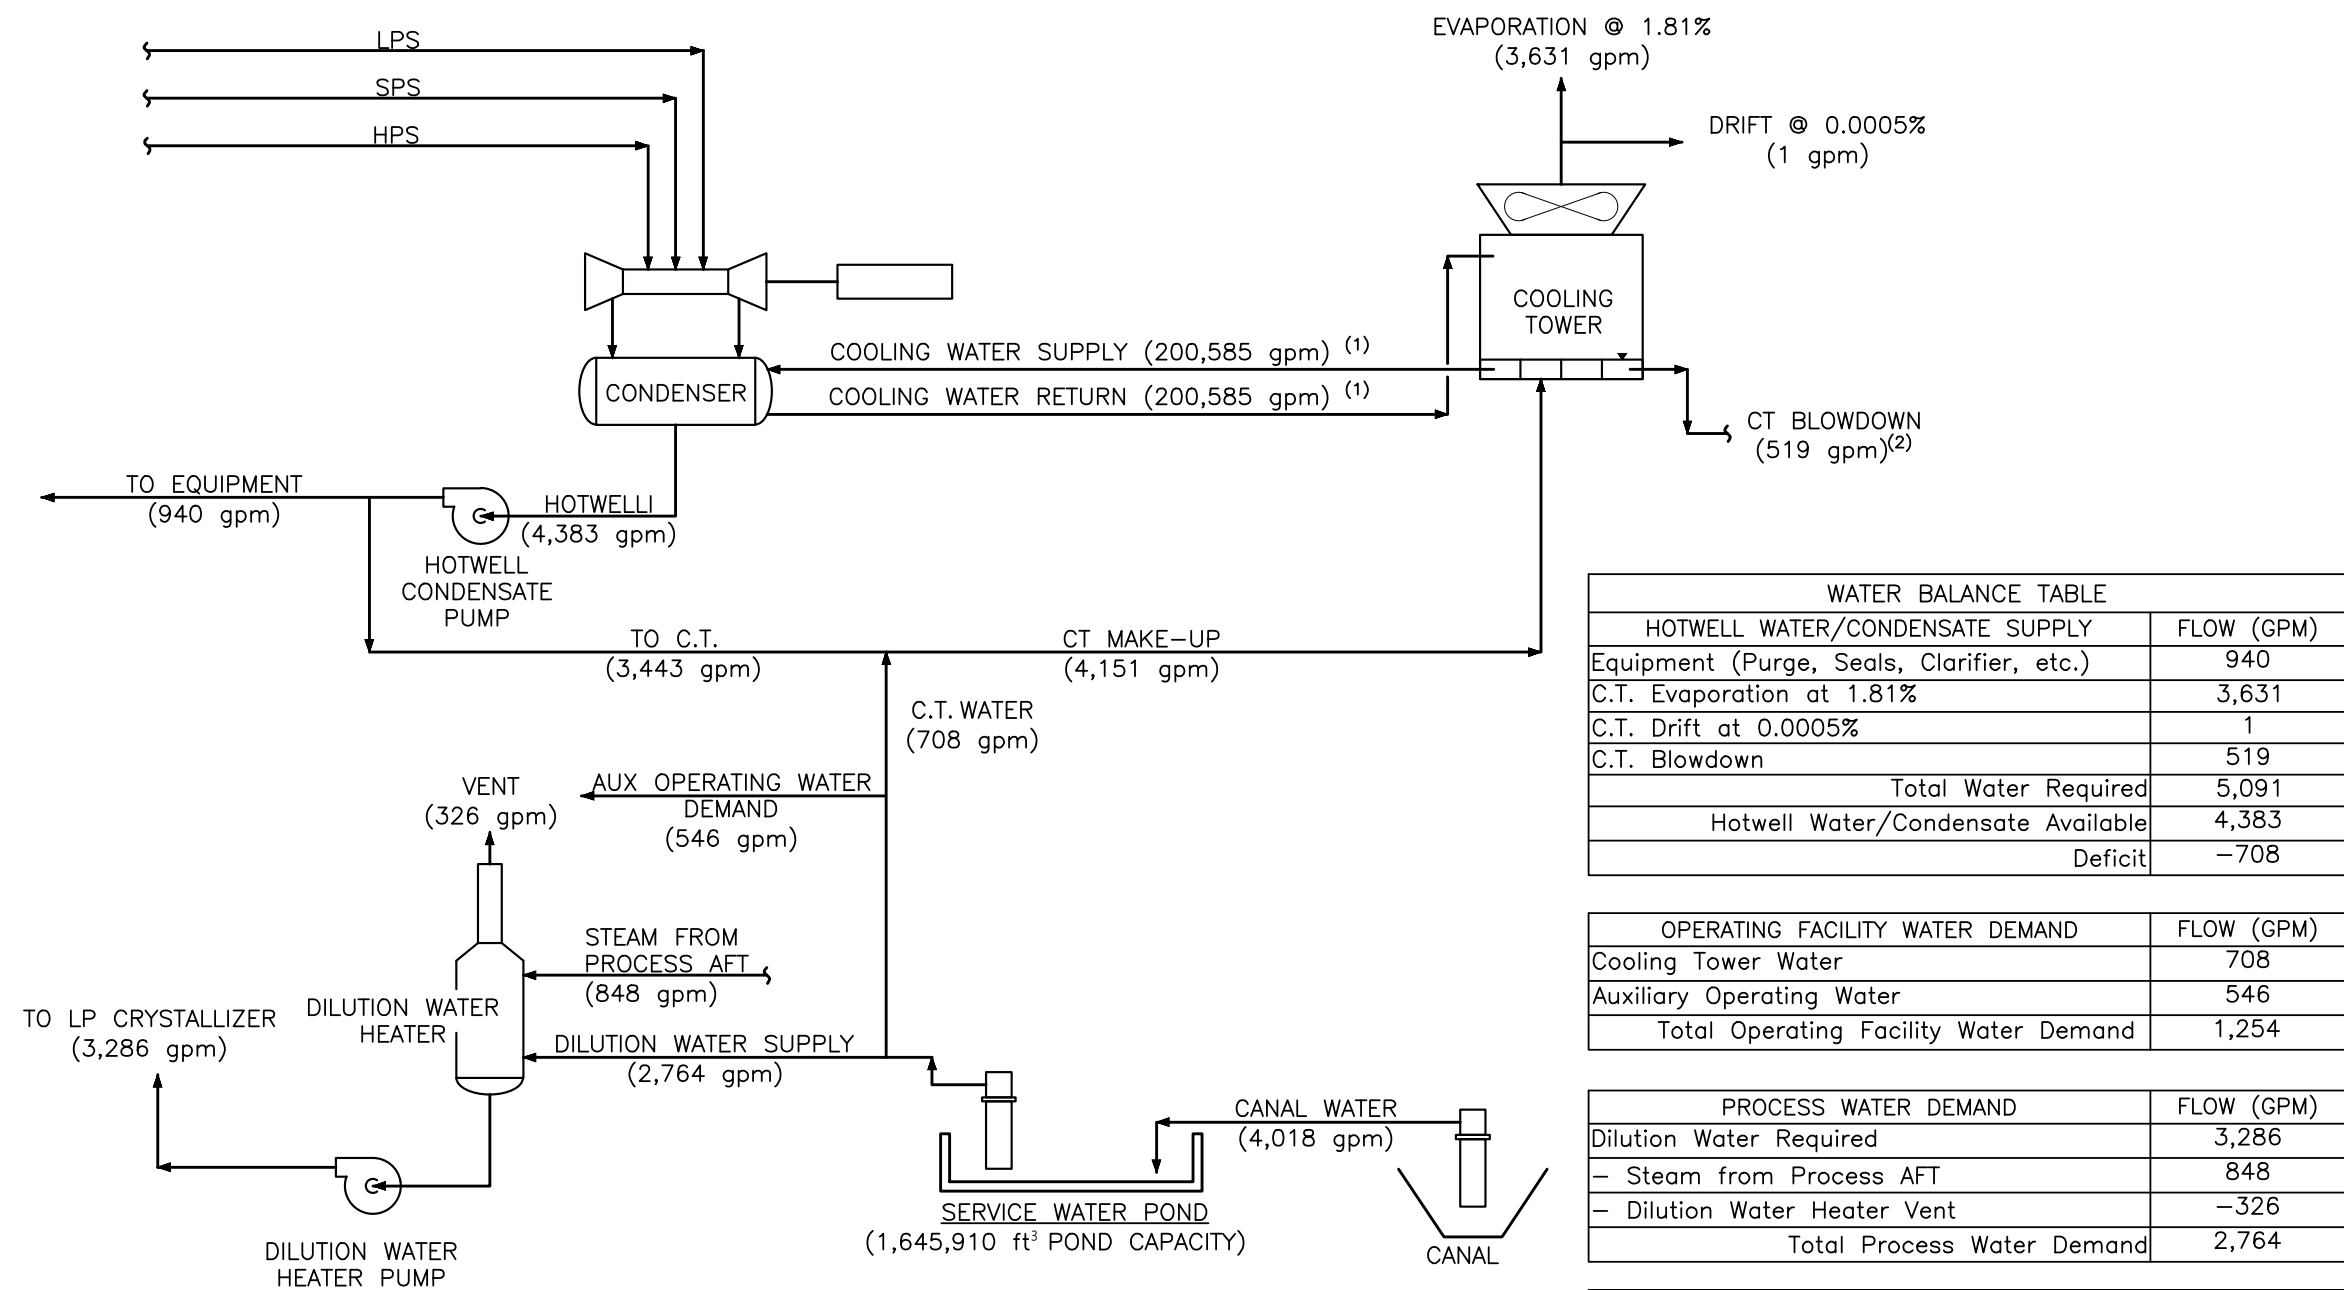 EVAPORATION @ 1.81%
(3,631 gpm)
LPS
SPS
HPS
DRIFT @ 0.0005%
(1 gpm)
COOLING
TOWER
COOLING WATER SUPPLY (200,585 gpm) (1)
CONDENSER
COOLING WATER RETURN (200,585 gpm) (1)
CT BLOWDOWN
(519 gpm)(2)
TO EQUIPMENT
(940 gpm)
HOTWELLI
(4,383 gpm)
HOTWELL
CONDENSATE
PUMP
TO C.T.
(3,443 gpm)
CT MAKE-UP
(4,151 gpm)
C.T. WATER
(708 gpm)
AUX OPERATING WATER
DEMAND
(546 gpm)
VENT
(326 gpm)
STEAM FROM
PROCESS AFT
(848 gpm)
DILUTION WATER
HEATER
TO LP CRYSTALLIZER
(3,286 gpm)
DILUTION WATER SUPPLY
(2,764 gpm)
CANAL WATER
(4,018 gpm)
SERVICE WATER POND
(1,645,910 ft³ POND CAPACITY)
CANAL
DILUTION WATER
HEATER PUMP
WATER BALANCE TABLE
HOTWELL WATER/CONDENSATE SUPPLY FLOW (GPM)
Equipment (Purge, Seals, Clarifier, etc.) 940
C.T. Evaporation at 1.81% 3,631
C.T. Drift at 0.0005% 1
C.T. Blowdown 519
Total Water Required 5,091
Hotwell Water/Condensate Available 4,383
Deficit -708
OPERATING FACILITY WATER DEMAND FLOW (GPM)
Cooling Tower Water 708
Auxiliary Operating Water 546
Total Operating Facility Water Demand 1,254
PROCESS WATER DEMAND FLOW (GPM)
Dilution Water Required 3,286
- Steam from Process AFT 848
- Dilution Water Heater Vent -326
Total Process Water Demand 2,764